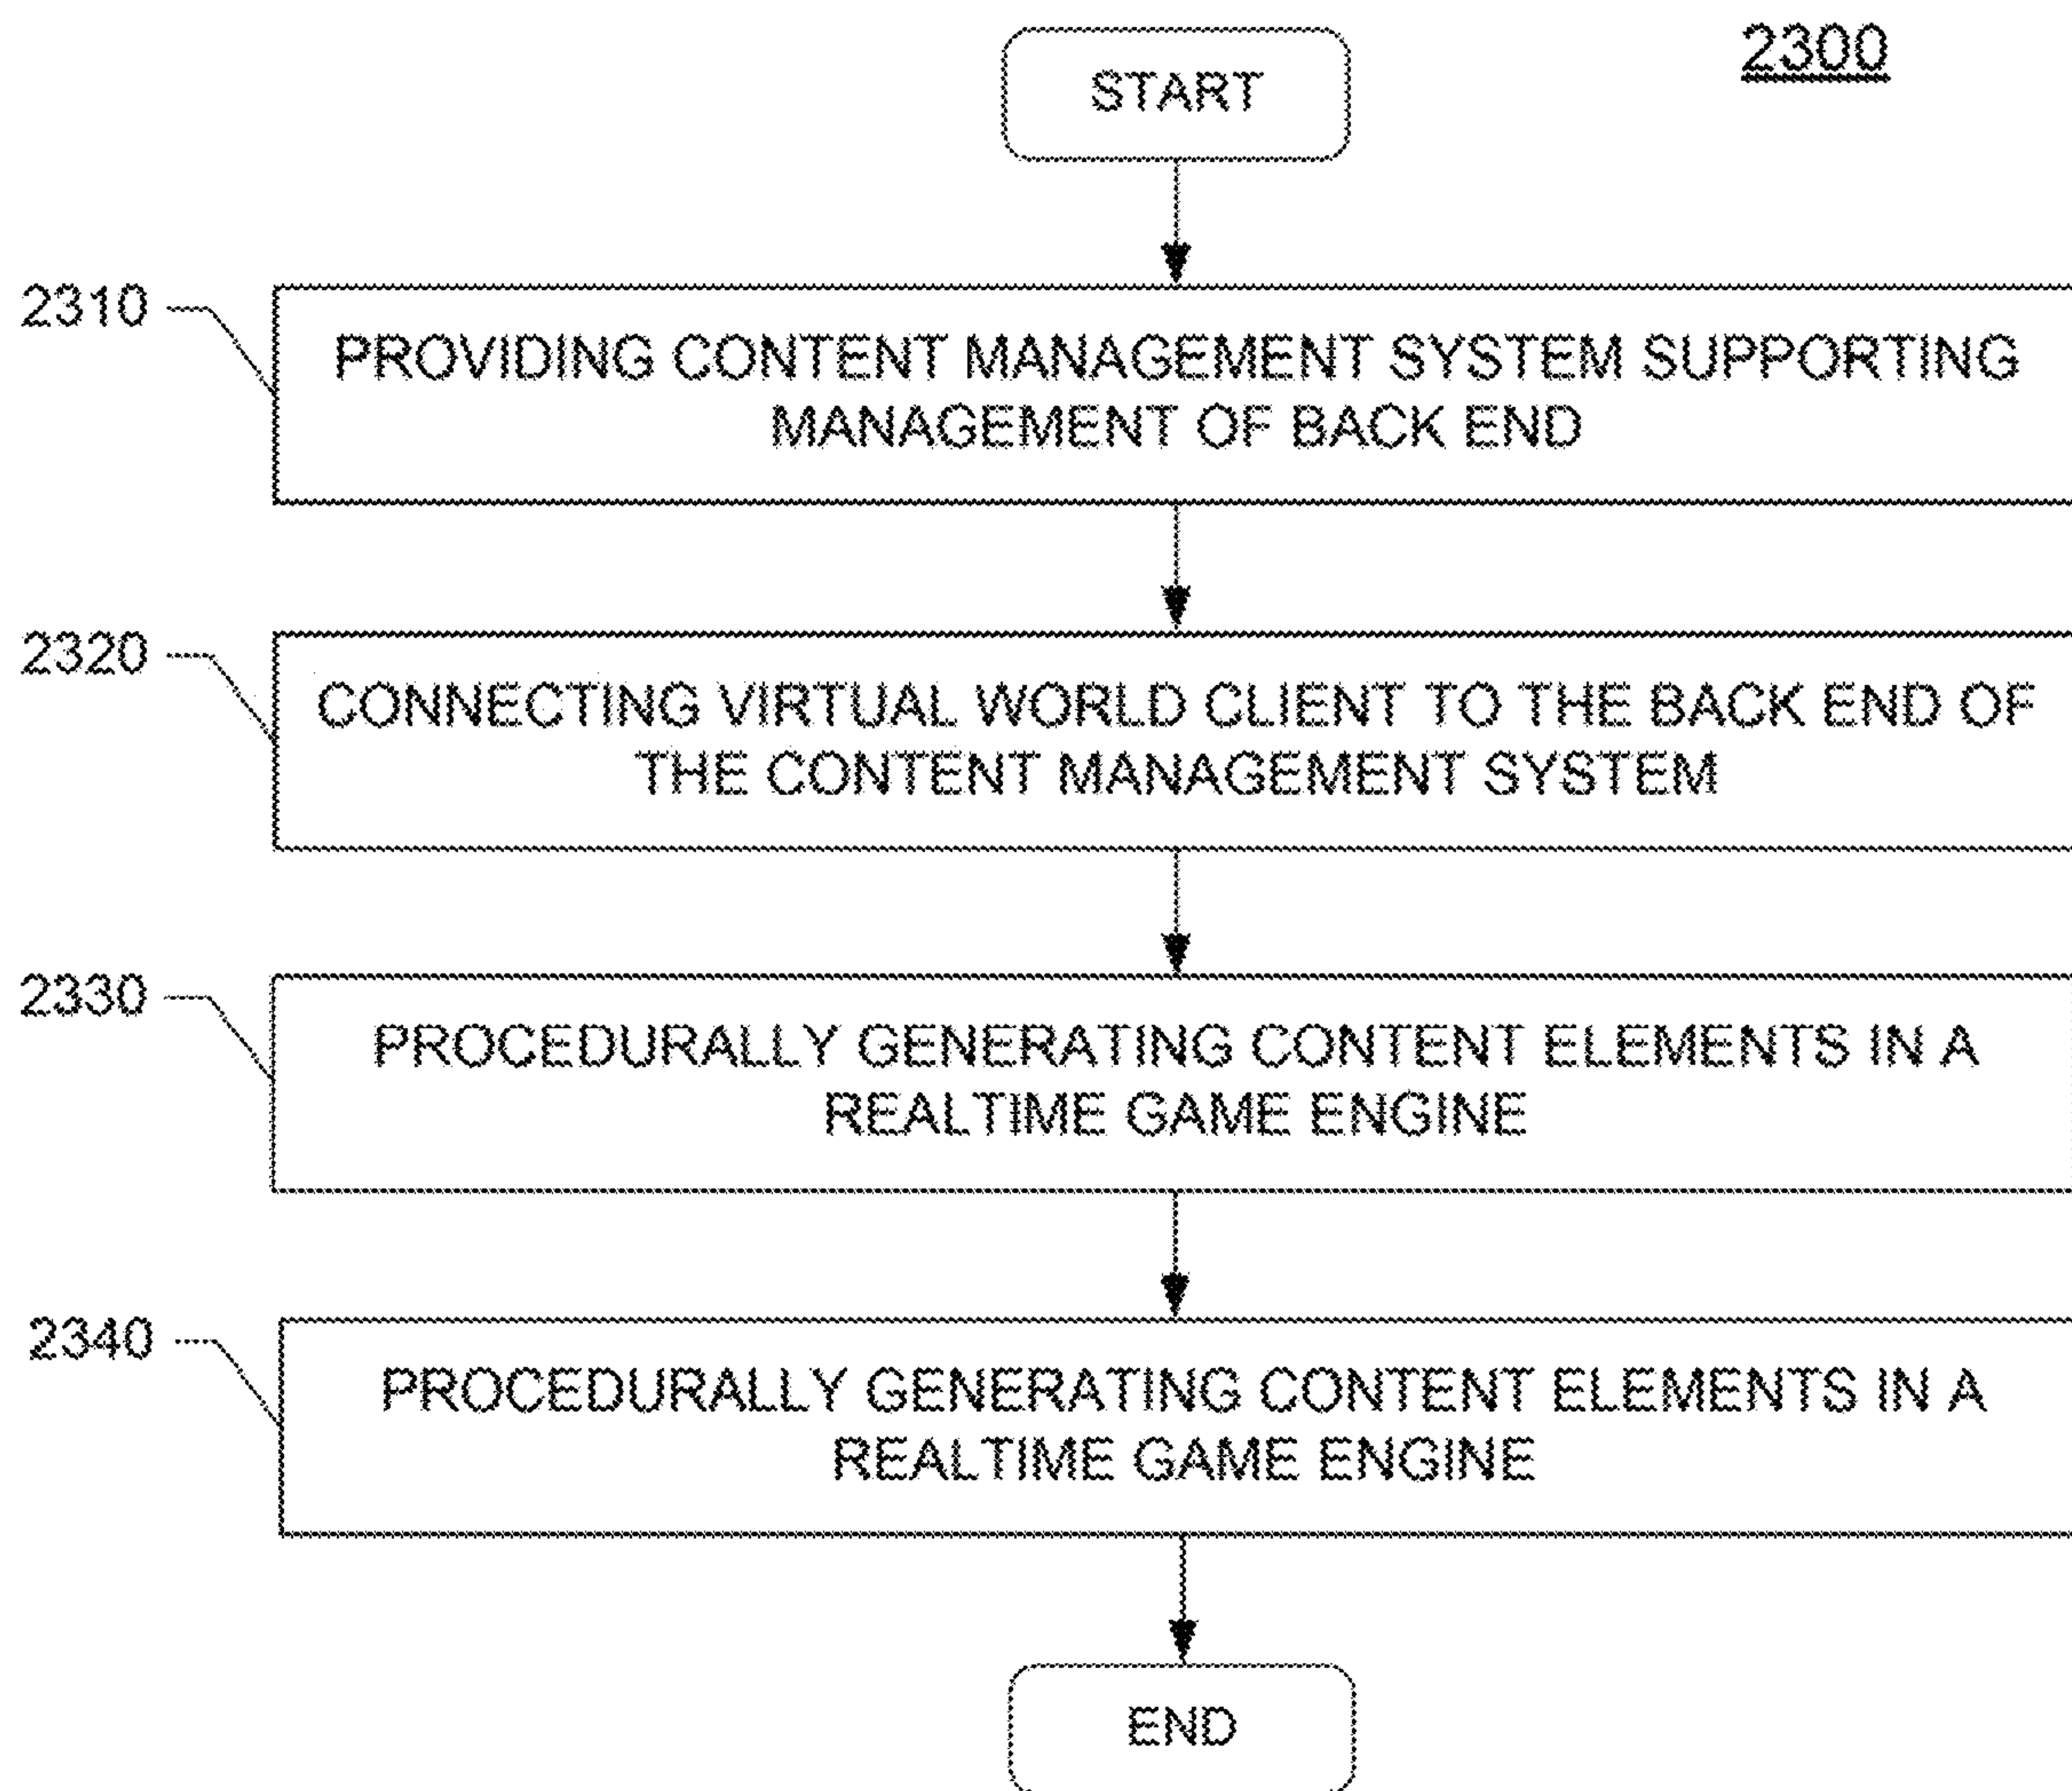 2300
START
2310
PROVIDING CONTENT MANAGEMENT SYSTEM SUPPORTING
MANAGEMENT OF BACK END
2320
CONNECTING VIRTUAL WORLD CLIENT TO THE BACK END OF
THE CONTENT MANAGEMENT SYSTEM
2330
PROCEDURALLY GENERATING CONTENT ELEMENTS IN A
REALTIME GAME ENGINE
2340
PROCEDURALLY GENERATING CONTENT ELEMENTS IN A
REALTIME GAME ENGINE
END